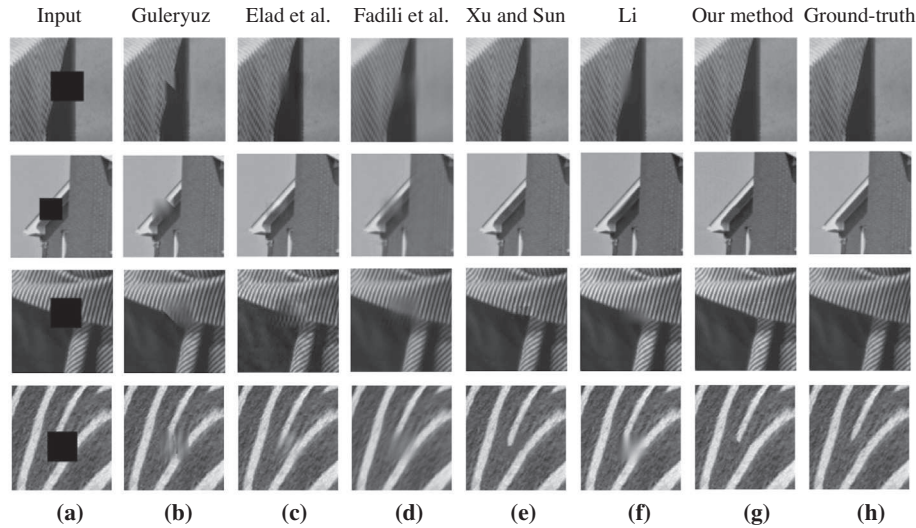 Input Guleryuz Elad et al. Fadili et al. Xu and Sun Li Our method Ground-truth
(a) (b) (c) (d) (e) (f) (g) (h)